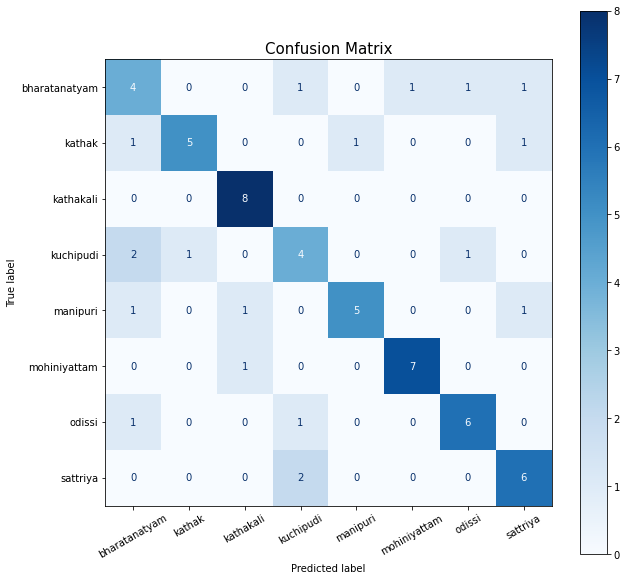 Confusion Matrix
bharatanatyam 4 0 0 1 0 1 1 1
kathak 1 5 0 0 1 0 0 1
kathakali 0 0 8 0 0 0 0 0
kuchipudi 2 1 0 4 0 0 1 0
manipuri 1 0 1 0 5 0 0 1
mohiniyattam 0 0 1 0 0 7 0 0
odissi 1 0 0 1 0 0 6 0
sattriya 0 0 0 2 0 0 0 6
True label
bharatanatyam kathak kathakali kuchipudi manipuri mohiniyattam odissi sattriya
Predicted label
8
7
6
5
4
3
2
1
0